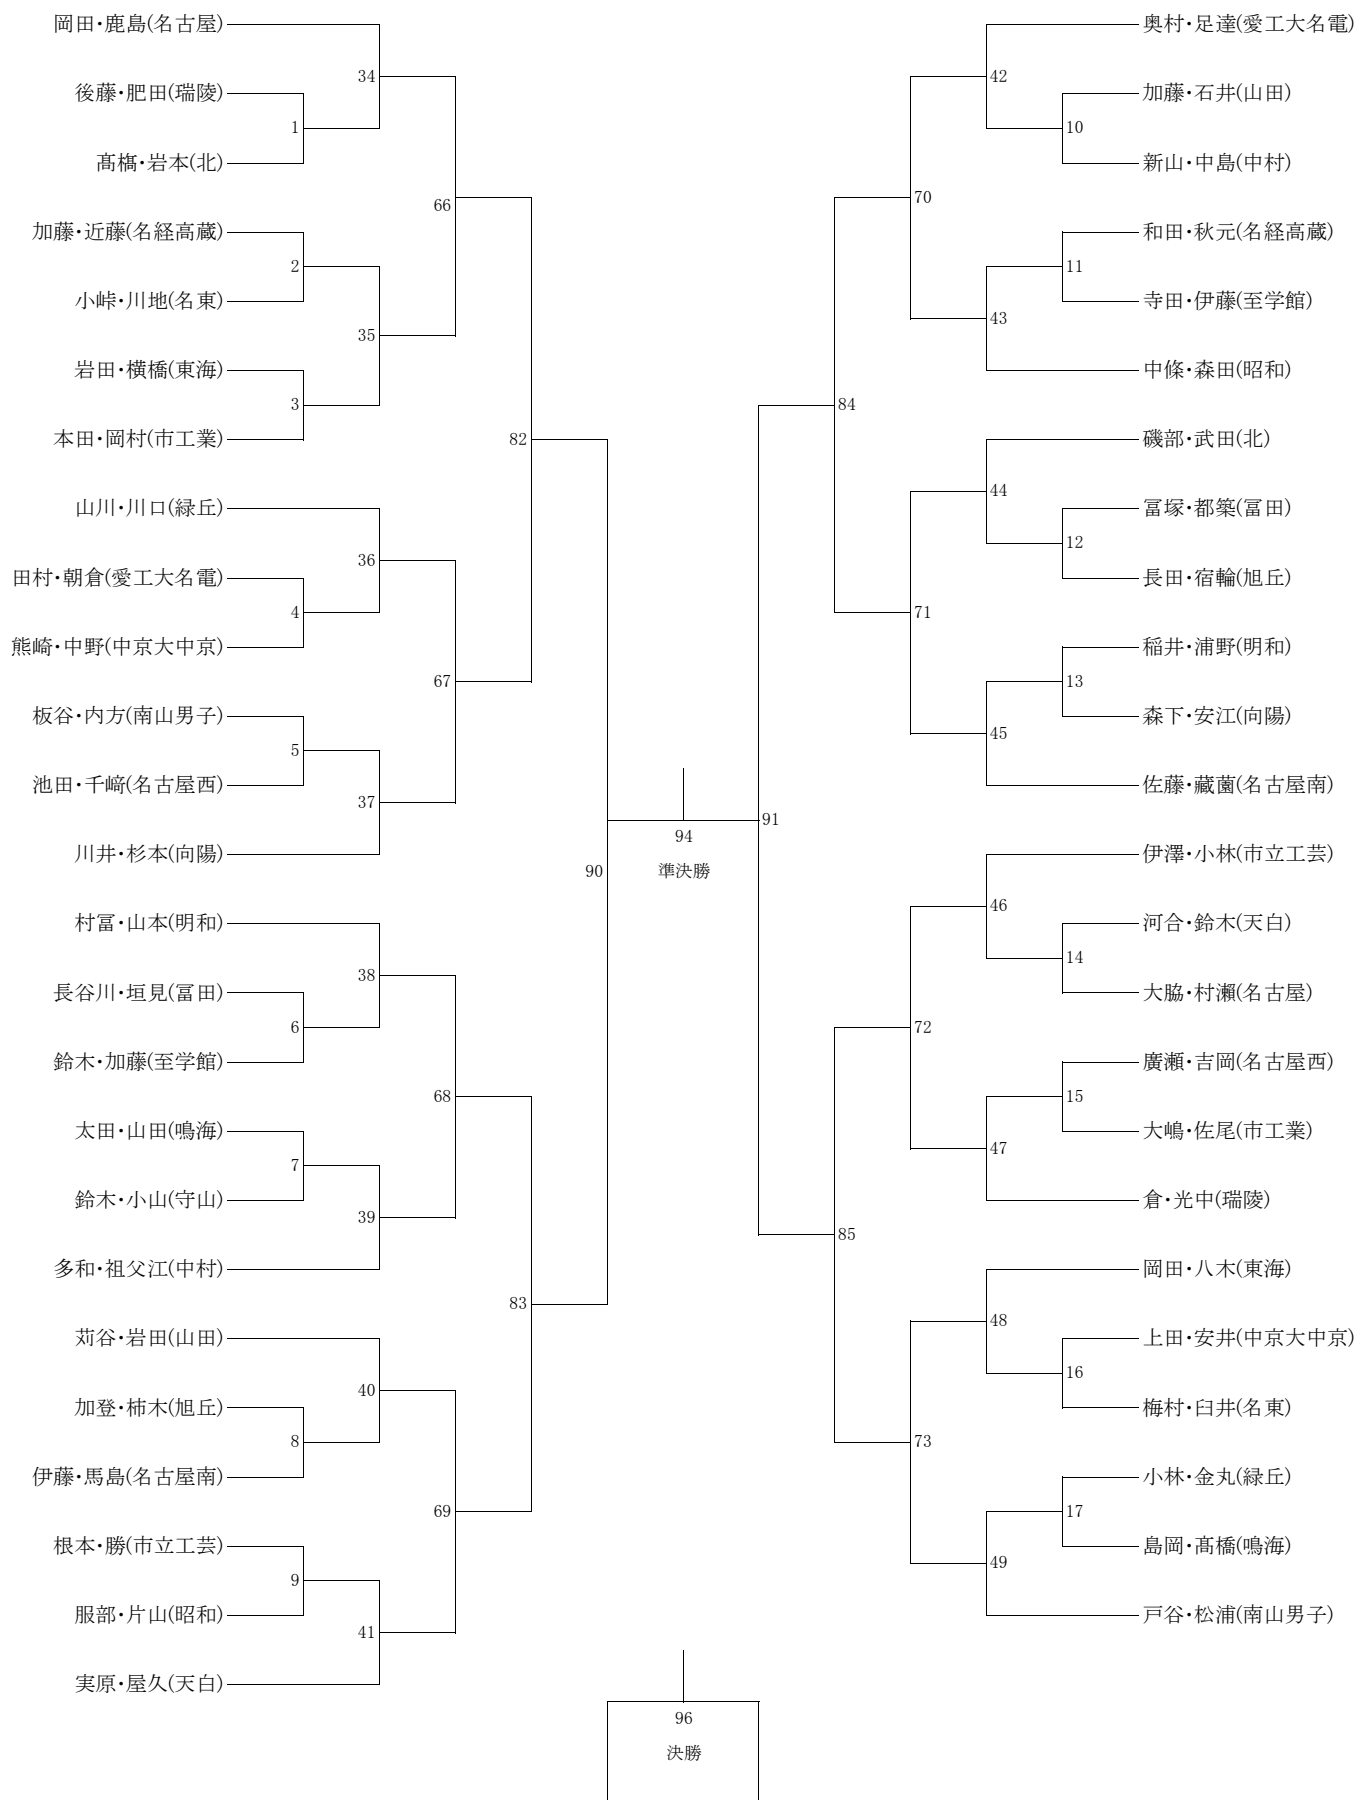 岡田・鹿島(名古屋)
後藤・肥田(瑞陵)
髙槗・岩本(北)
加藤・近藤(名経高蔵)
小峠・川地(名東)
岩田・横橋(東海)
本田・岡村(市工業)
山川・川口(緑丘)
田村・朝倉(愛工大名電)
熊崎・中野(中京大中京)
板谷・内方(南山男子)
池田・千﨑(名古屋西)
川井・杉本(向陽)
村冨・山本(明和)
長谷川・垣見(冨田)
鈴木・加藤(至学館)
太田・山田(鳴海)
鈴木・小山(守山)
多和・祖父江(中村)
苅谷・岩田(山田)
加登・柿木(旭丘)
伊藤・馬島(名古屋南)
根本・勝(市立工芸)
服部・片山(昭和)
実原・屋久(天白)
1
2
3
4
5
6
7
8
9
34
35
36
37
38
39
40
41
66
67
68
69
82
83
90
94
準決勝
96
決勝
91
84
85
70
71
72
73
42
43
44
45
46
47
48
49
10
11
12
13
14
15
16
17
奥村・足達(愛工大名電)
加藤・石井(山田)
新山・中島(中村)
和田・秋元(名経高蔵)
寺田・伊藤(至学館)
中條・森田(昭和)
磯部・武田(北)
冨塚・都築(冨田)
長田・宿輪(旭丘)
稲井・浦野(明和)
森下・安江(向陽)
佐藤・藏薗(名古屋南)
伊澤・小林(市立工芸)
河合・鈴木(天白)
大脇・村瀬(名古屋)
廣瀬・吉岡(名古屋西)
大嶋・佐尾(市工業)
倉・光中(瑞陵)
岡田・八木(東海)
上田・安井(中京大中京)
梅村・臼井(名東)
小林・金丸(緑丘)
島岡・髙橋(鳴海)
戸谷・松浦(南山男子)